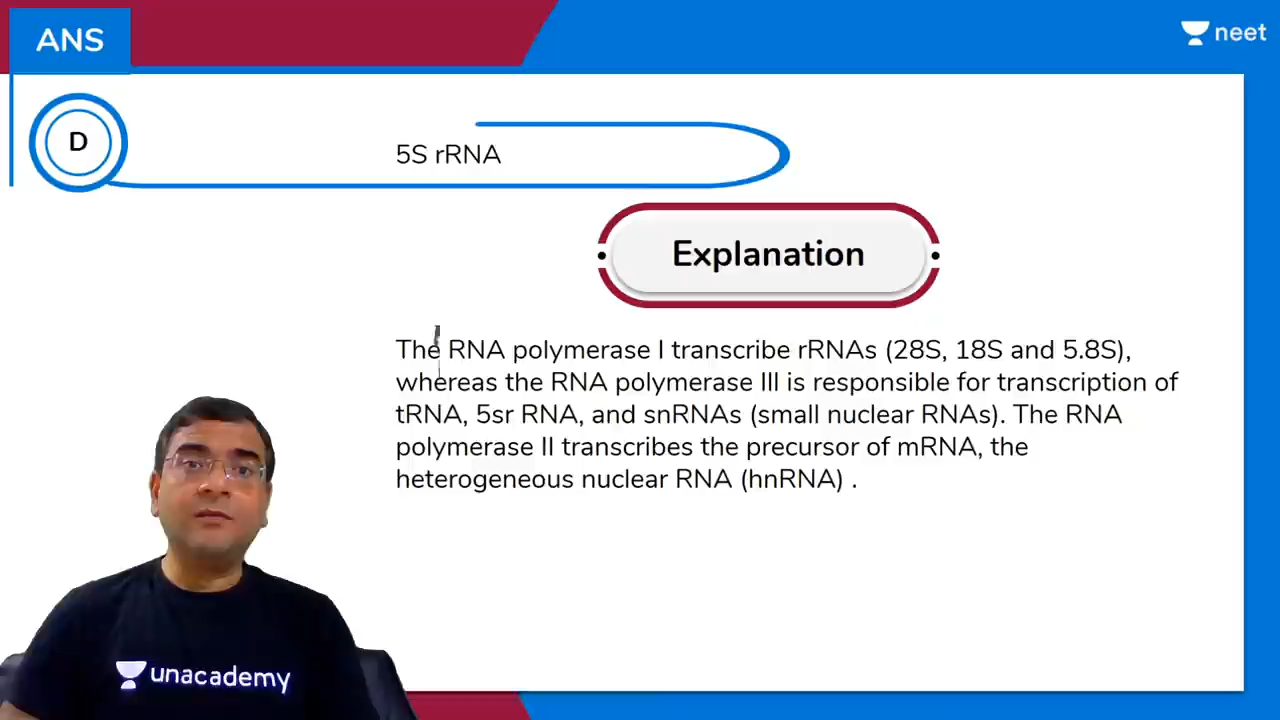 ANS
neet
D
5S rRNA
Explanation
The RNA polymerase I transcribe rRNAs (28S, 18S and 5.8S),
whereas the RNA polymerase III is responsible for transcription of
tRNA, 5sr RNA, and snRNAs (small nuclear RNAs). The RNA
polymerase II transcribes the precursor of mRNA, the
heterogeneous nuclear RNA (hnRNA) .
unacademy